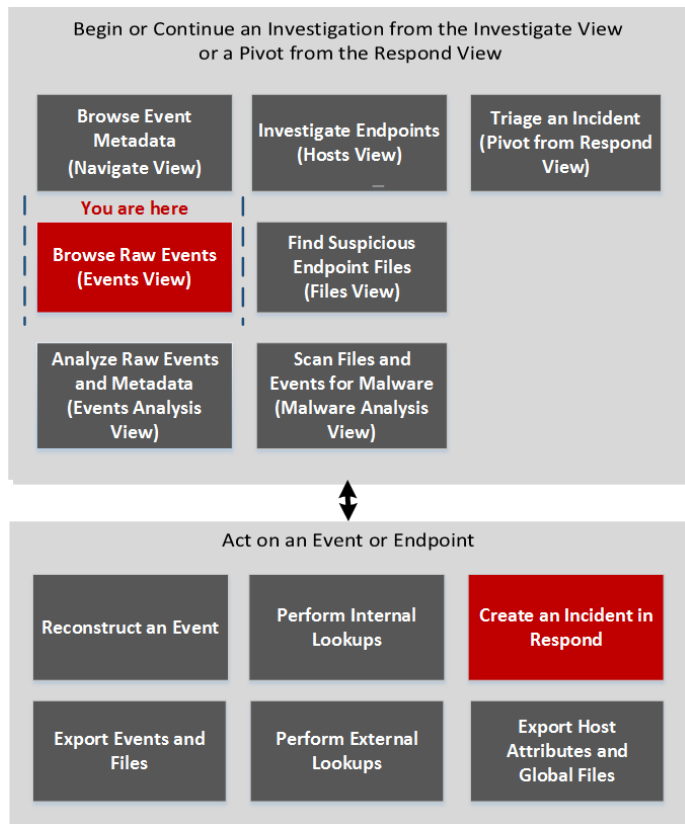 Begin or Continue an Investigation from the Investigate View
or a Pivot from the Respond View
Browse Event
Metadata
(Navigate View)
Investigate Endpoints
(Hosts View)
Triage an Incident
(Pivot from Respond
View)
You are here
Browse Raw Events
(Events View)
Find Suspicious
Endpoint Files
(Files View)
Analyze Raw Events
and Metadata
(Events Analysis
View)
Scan Files and
Events for Malware
(Malware Analysis
View)
Act on an Event or Endpoint
Reconstruct an Event
Perform Internal
Lookups
Create an Incident in
Respond
Export Events and
Files
Perform External
Lookups
Export Host
Attributes and
Global Files